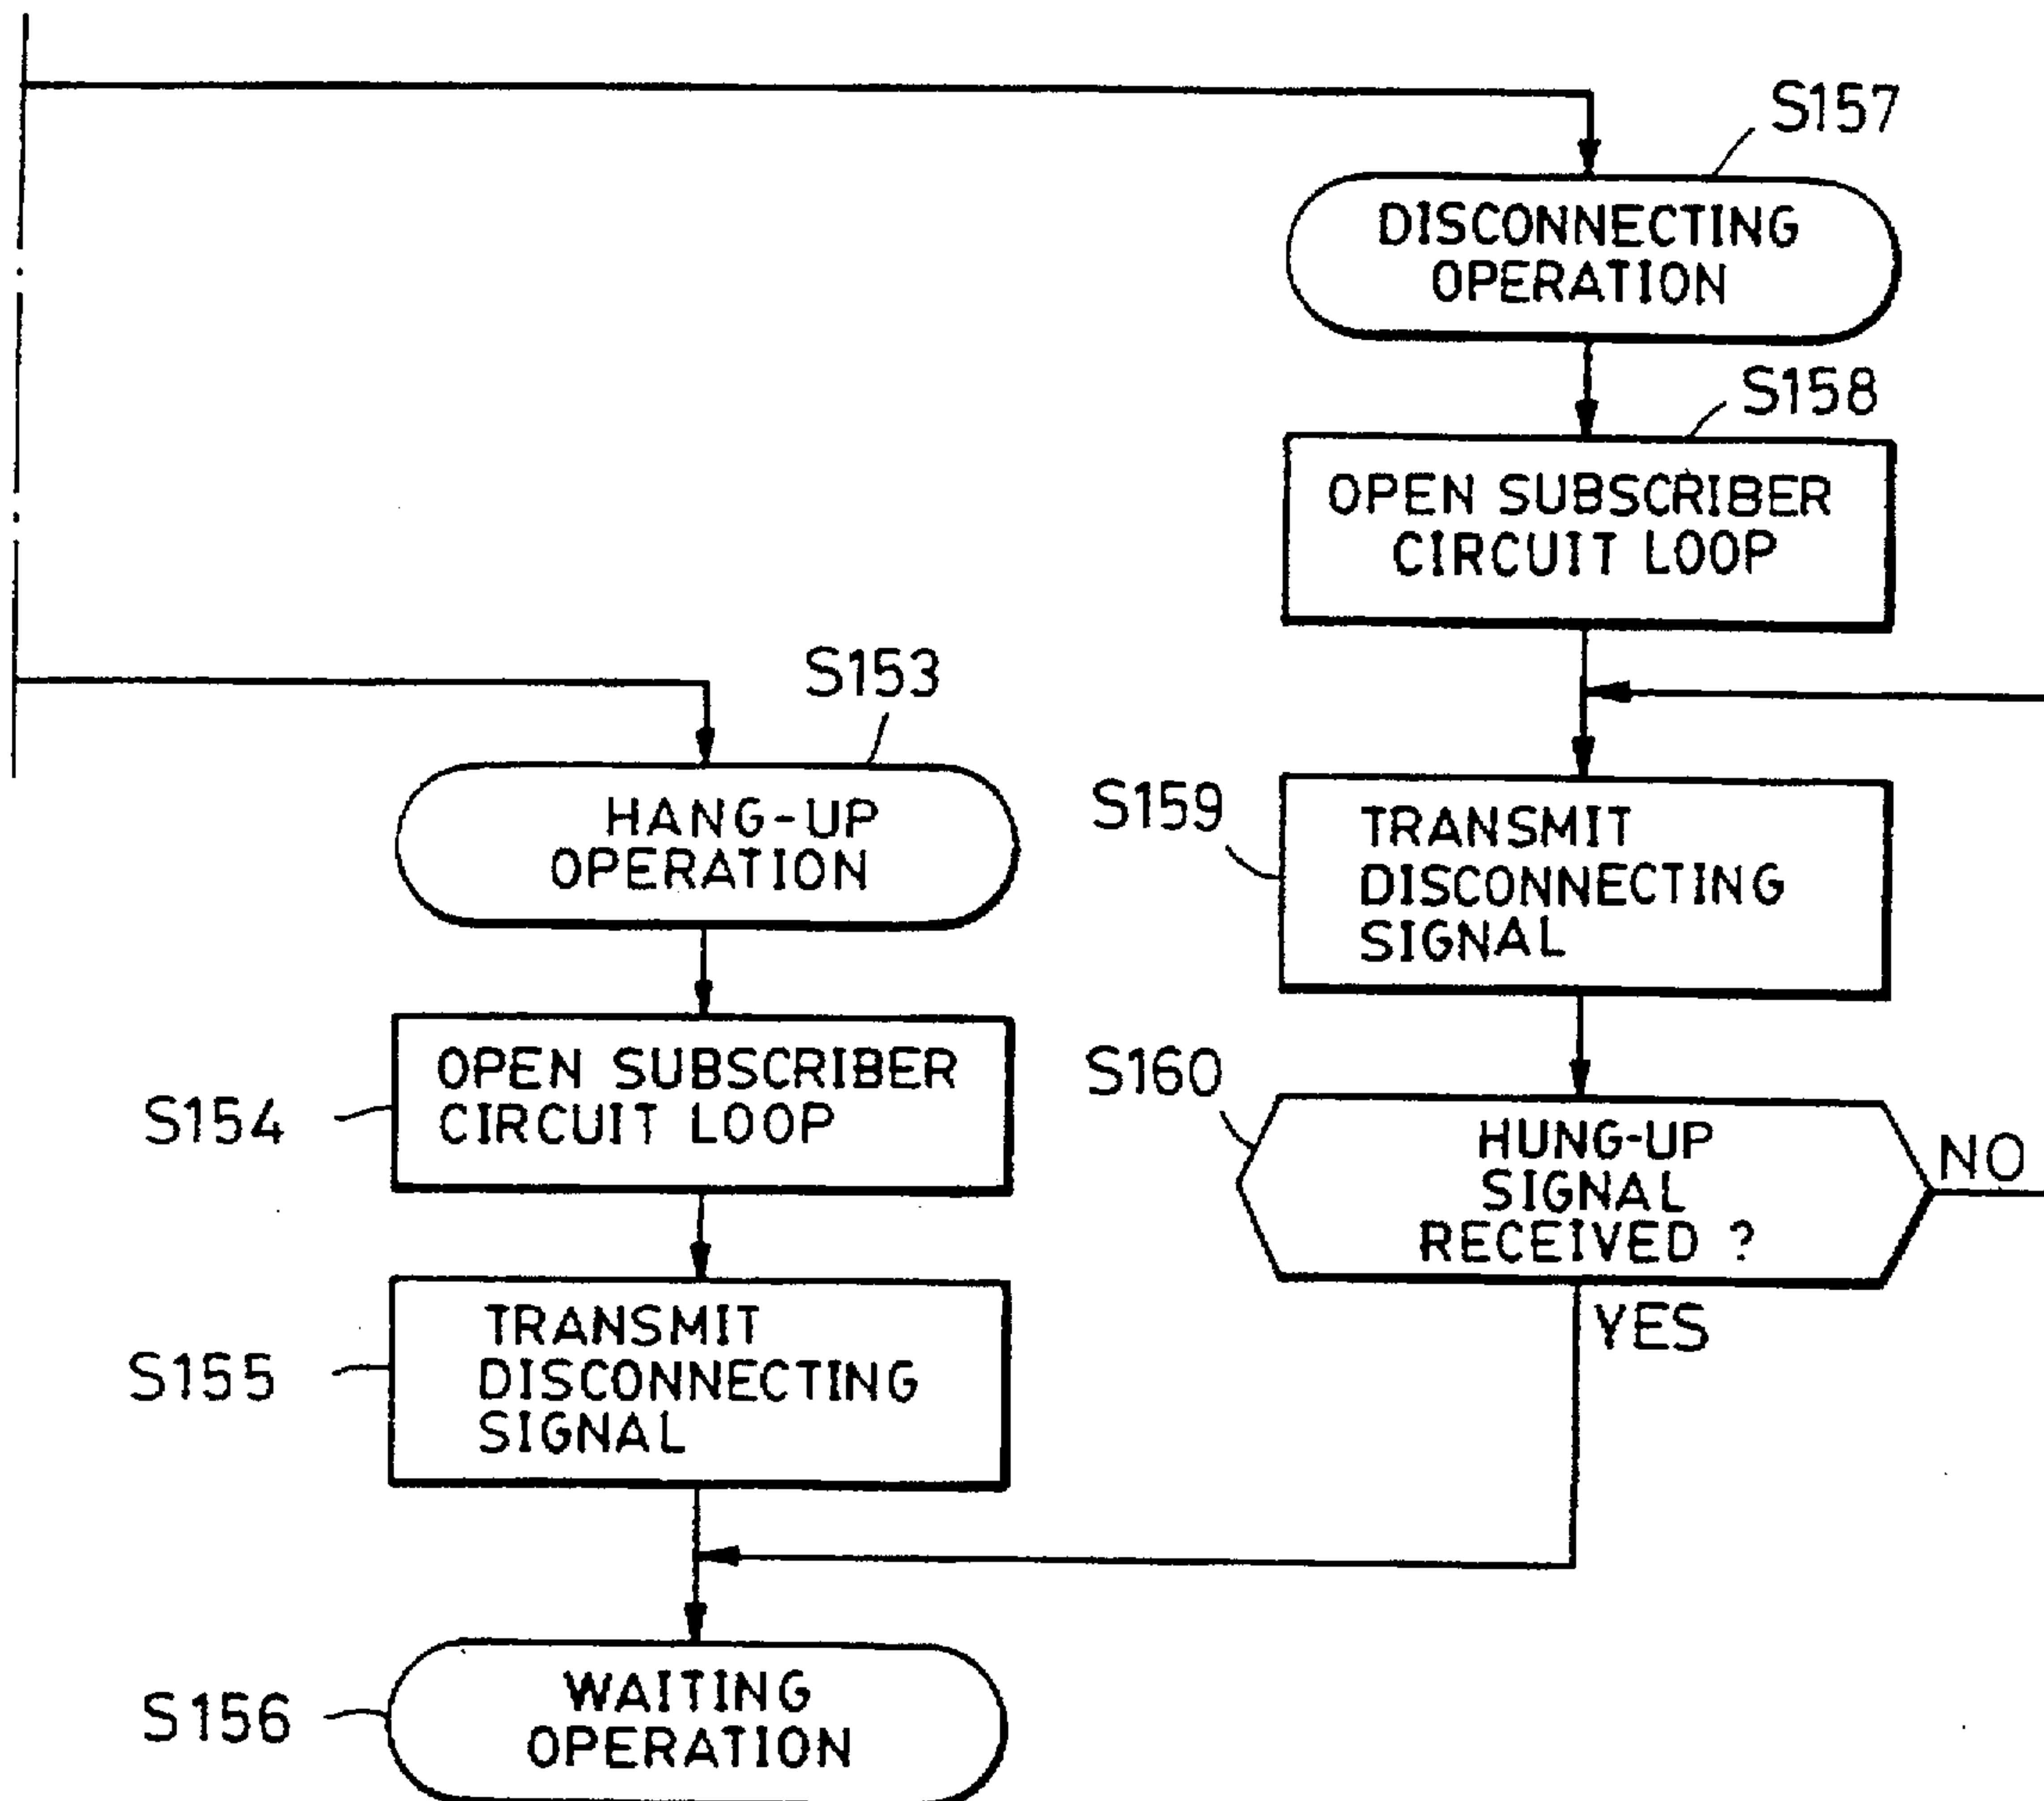 S157
DISCONNECTING
OPERATION
S158
OPEN SUBSCRIBER
CIRCUIT LOOP
S153
HANG-UP
OPERATION
S159
TRANSMIT
DISCONNECTING
SIGNAL
S154
OPEN SUBSCRIBER
CIRCUIT LOOP
S160
HUNG-UP
SIGNAL
RECEIVED ?
NO
YES
S155
TRANSMIT
DISCONNECTING
SIGNAL
S156
WAITING
OPERATION